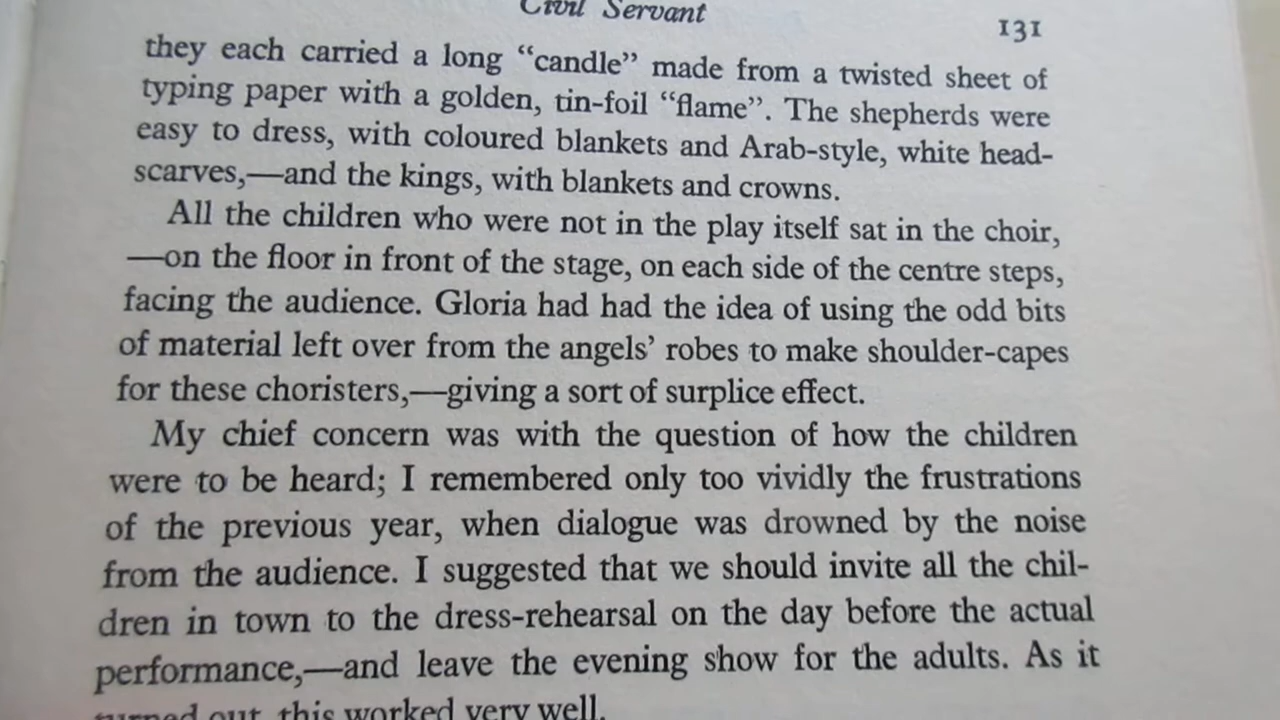 Civil Servant 131
they each carried a long “candle” made from a twisted sheet of
typing paper with a golden, tin-foil “flame”. The shepherds were
easy to dress, with coloured blankets and Arab-style, white head-
scarves,—and the kings, with blankets and crowns.
All the children who were not in the play itself sat in the choir,
—on the floor in front of the stage, on each side of the centre steps,
facing the audience. Gloria had had the idea of using the odd bits
of material left over from the angels’ robes to make shoulder-capes
for these choristers,—giving a sort of surplice effect.
My chief concern was with the question of how the children
were to be heard; I remembered only too vividly the frustrations
of the previous year, when dialogue was drowned by the noise
from the audience. I suggested that we should invite all the chil-
dren in town to the dress-rehearsal on the day before the actual
performance,—and leave the evening show for the adults. As it
turned out, this worked very well.